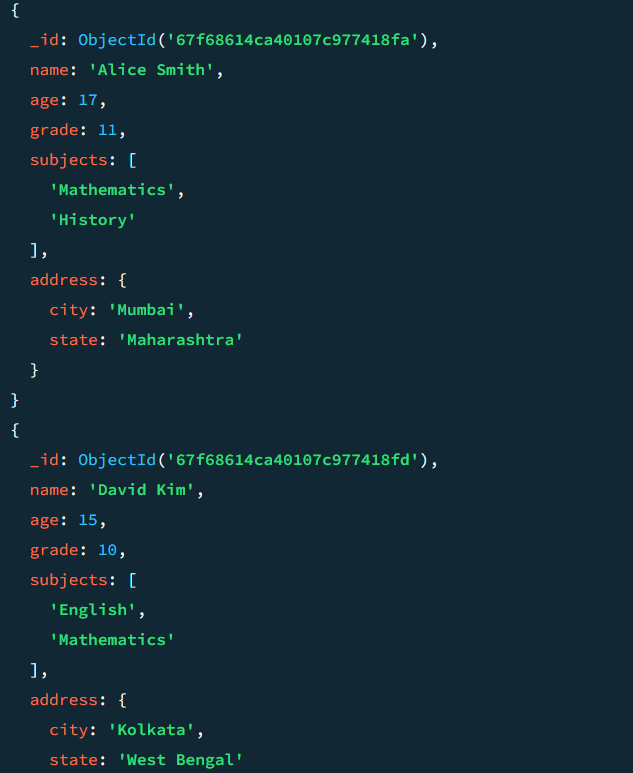 {
  _id: ObjectId('67f68614ca40107c977418fa'),
  name: 'Alice Smith',
  age: 17,
  grade: 11,
  subjects: [
    'Mathematics',
    'History'
  ],
  address: {
    city: 'Mumbai',
    state: 'Maharashtra'
  }
}
{
  _id: ObjectId('67f68614ca40107c977418fd'),
  name: 'David Kim',
  age: 15,
  grade: 10,
  subjects: [
    'English',
    'Mathematics'
  ],
  address: {
    city: 'Kolkata',
    state: 'West Bengal'